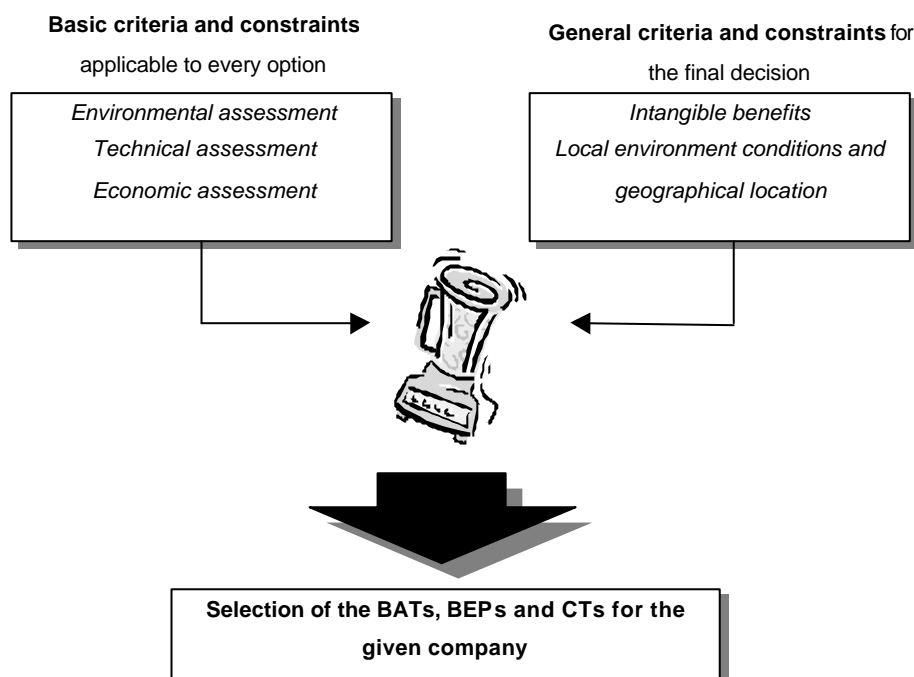 Basic criteria and constraints
applicable to every option
Environmental assessment
Technical assessment
Economic assessment
General criteria and constraints for
the final decision
Intangible benefits
Local environment conditions and
geographical location
Selection of the BATs, BEPs and CTs for the
given company